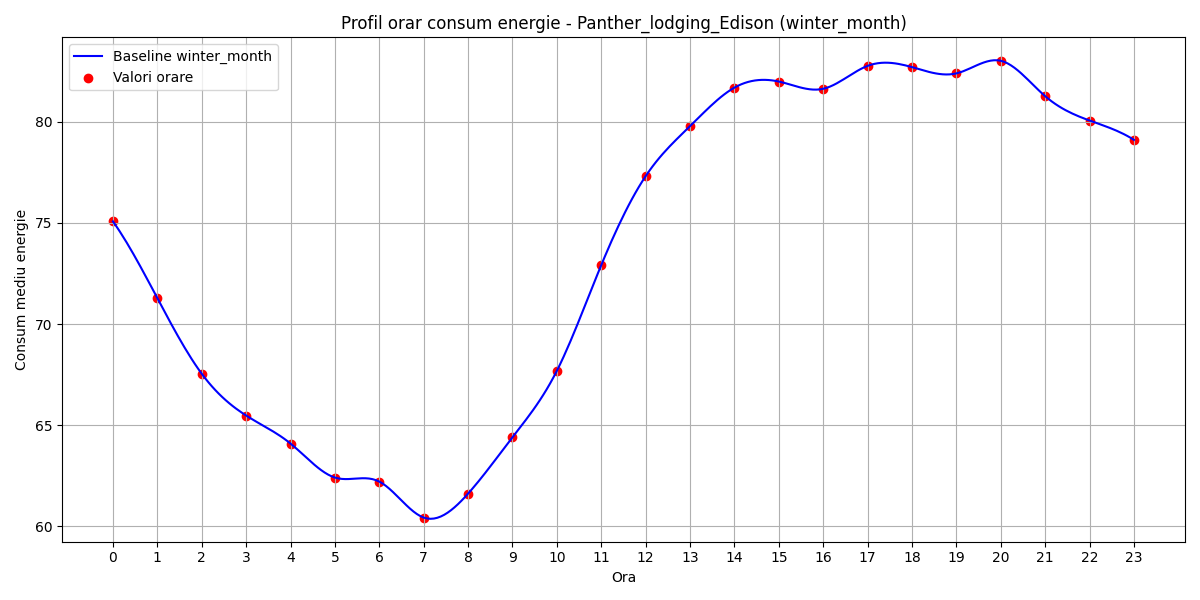 Profil orar consum energie - Panther_lodging_Edison (winter_month)
Baseline winter_month
Valori orare
Consum mediu energie
80
75
70
65
60
0 1 2 3 4 5 6 7 8 9 10 11 12 13 14 15 16 17 18 19 20 21 22 23
Ora